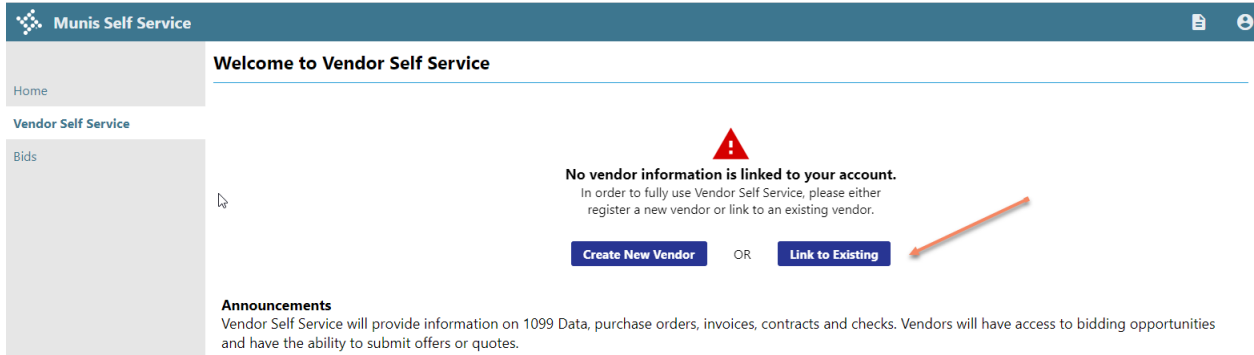 Munis Self Service
Welcome to Vendor Self Service
Home
Vendor Self Service
Bids
No vendor information is linked to your account.
In order to fully use Vendor Self Service, please either
register a new vendor or link to an existing vendor.
Create New Vendor OR Link to Existing
Announcements
Vendor Self Service will provide information on 1099 Data, purchase orders, invoices, contracts and checks. Vendors will have access to bidding opportunities
and have the ability to submit offers or quotes.